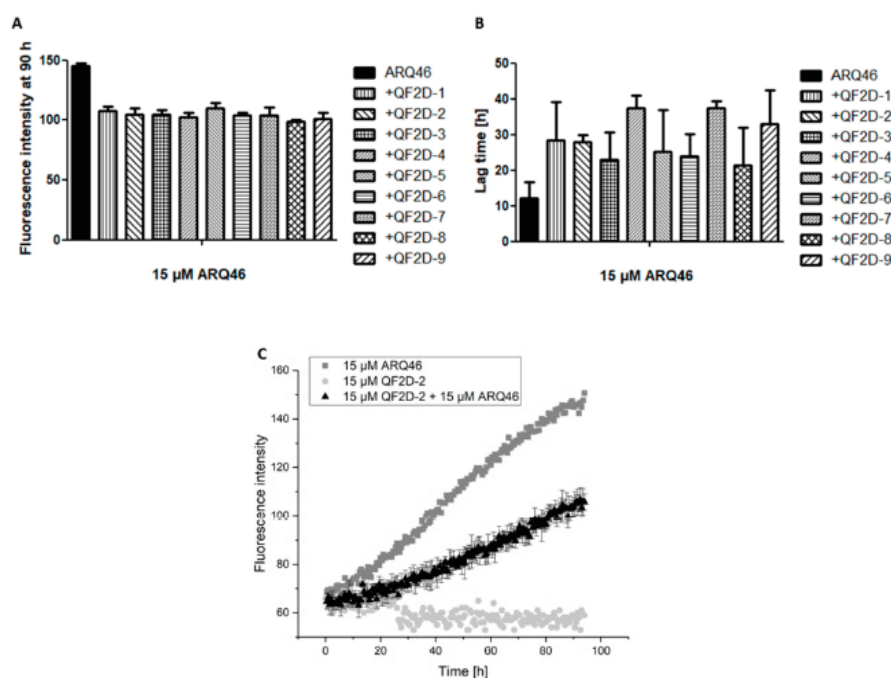 A
Fluorescence intensity at 90 h
150
100
50
0
15 µM ARQ46
ARQ46
+QF2D-1
+QF2D-2
+QF2D-3
+QF2D-4
+QF2D-5
+QF2D-6
+QF2D-7
+QF2D-8
+QF2D-9
B
Lag time [h]
50
40
30
20
10
0
15 µM ARQ46
ARQ46
+QF2D-1
+QF2D-2
+QF2D-3
+QF2D-4
+QF2D-5
+QF2D-6
+QF2D-7
+QF2D-8
+QF2D-9
C
15 µM ARQ46
15 µM QF2D-2
15 µM QF2D-2 + 15 µM ARQ46
Fluorescence intensity
160
140
120
100
80
60
0 20 40 60 80 100
Time [h]